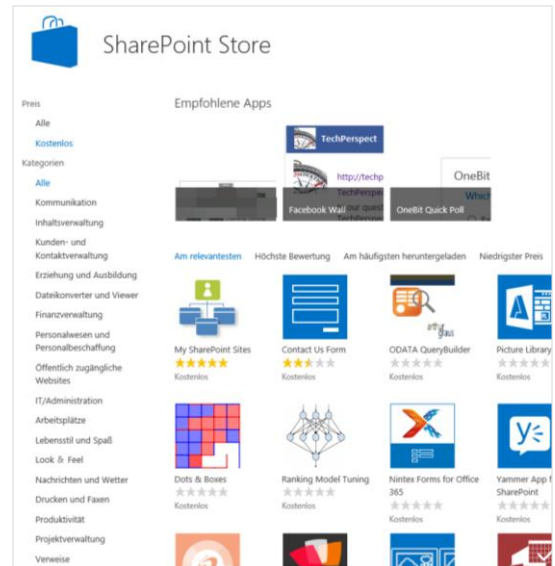 SharePoint Store
Preis
Alle
Kostenlos
Kategorien
Alle
Kommunikation
Inhaltsverwaltung
Kunden- und
Kontaktverwaltung
Erziehung und Ausbildung
Dateikonverter und Viewer
Finanzverwaltung
Personalwesen und
Personalbeschaffung
Öffentlich zugängliche
Websites
IT/Administration
Arbeitsplätze
Lebensstil und Spaß
Look & Feel
Nachrichten und Wetter
Drucken und Faxen
Produktivität
Projektverwaltung
Verweise
Empfohlene Apps
TechPerspect
http://techp
Facebook Wall
OneBit
Which
OneBit Quick Poll
Am relevantesten Höchste Bewertung Am häufigsten heruntergeladen Niedrigster Preis
My SharePoint Sites
Kostenlos
Contact Us Form
Kostenlos
ODATA QueryBuilder
Kostenlos
Picture Library
Kostenlos
Dots & Boxes
Kostenlos
Ranking Model Tuning
Kostenlos
Nintex Forms for Office
365
Kostenlos
Yammer App f
SharePoint
Kostenlos